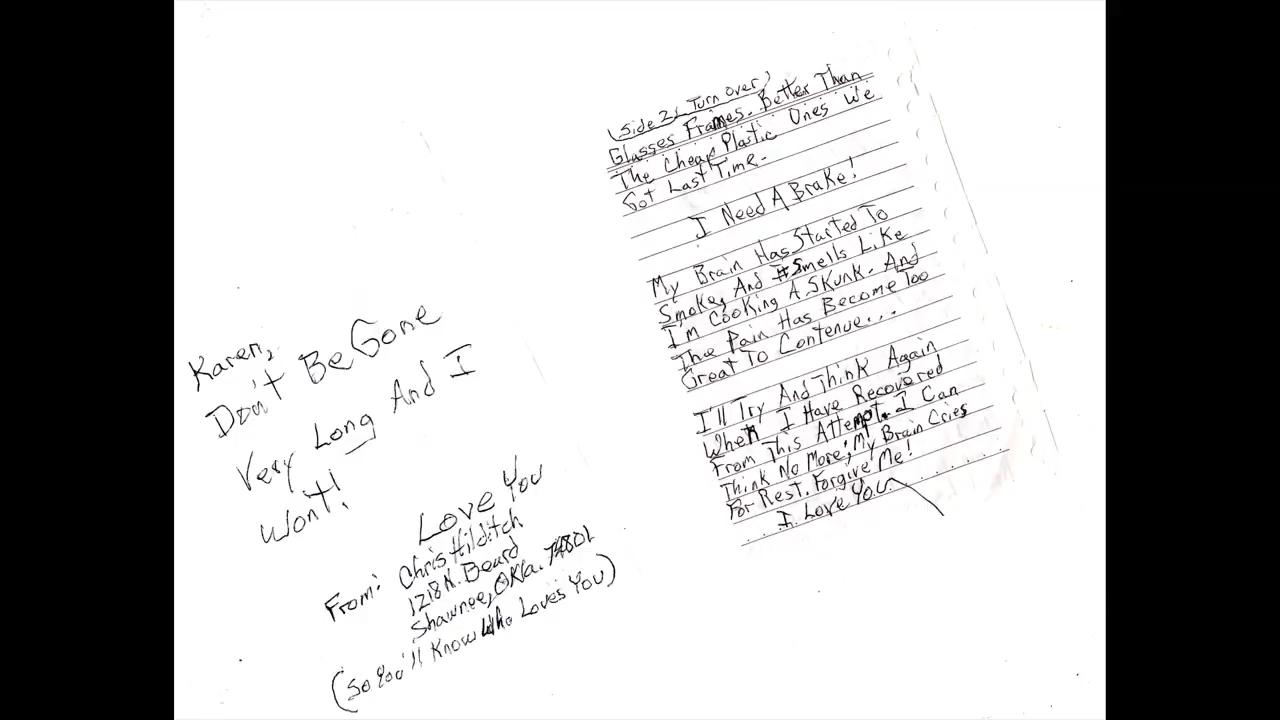 Karen,
Don't Be Gone
Very Long And I
Wont!
Love You
From: Chris Hilditch
1218 N. Beard
Shawnee, Okla. 74801
(So You'll Know Who Loves You)
(Side 2; Turn Over)
Glasses Frames. Better Than
The Cheap Plastic Ones We
Got Last Time.
I Need A Brake!
My Brain Has Started To
Smoke, And Smells Like
I'm Cooking A Skunk. And
The Pain Has Become Too
Great To Contenue...
I'll Try And Think Again
When I Have Recovered
From This Attempt. I Can
Think No More; My Brain Cries
For Rest. Forgive Me!
I Love You